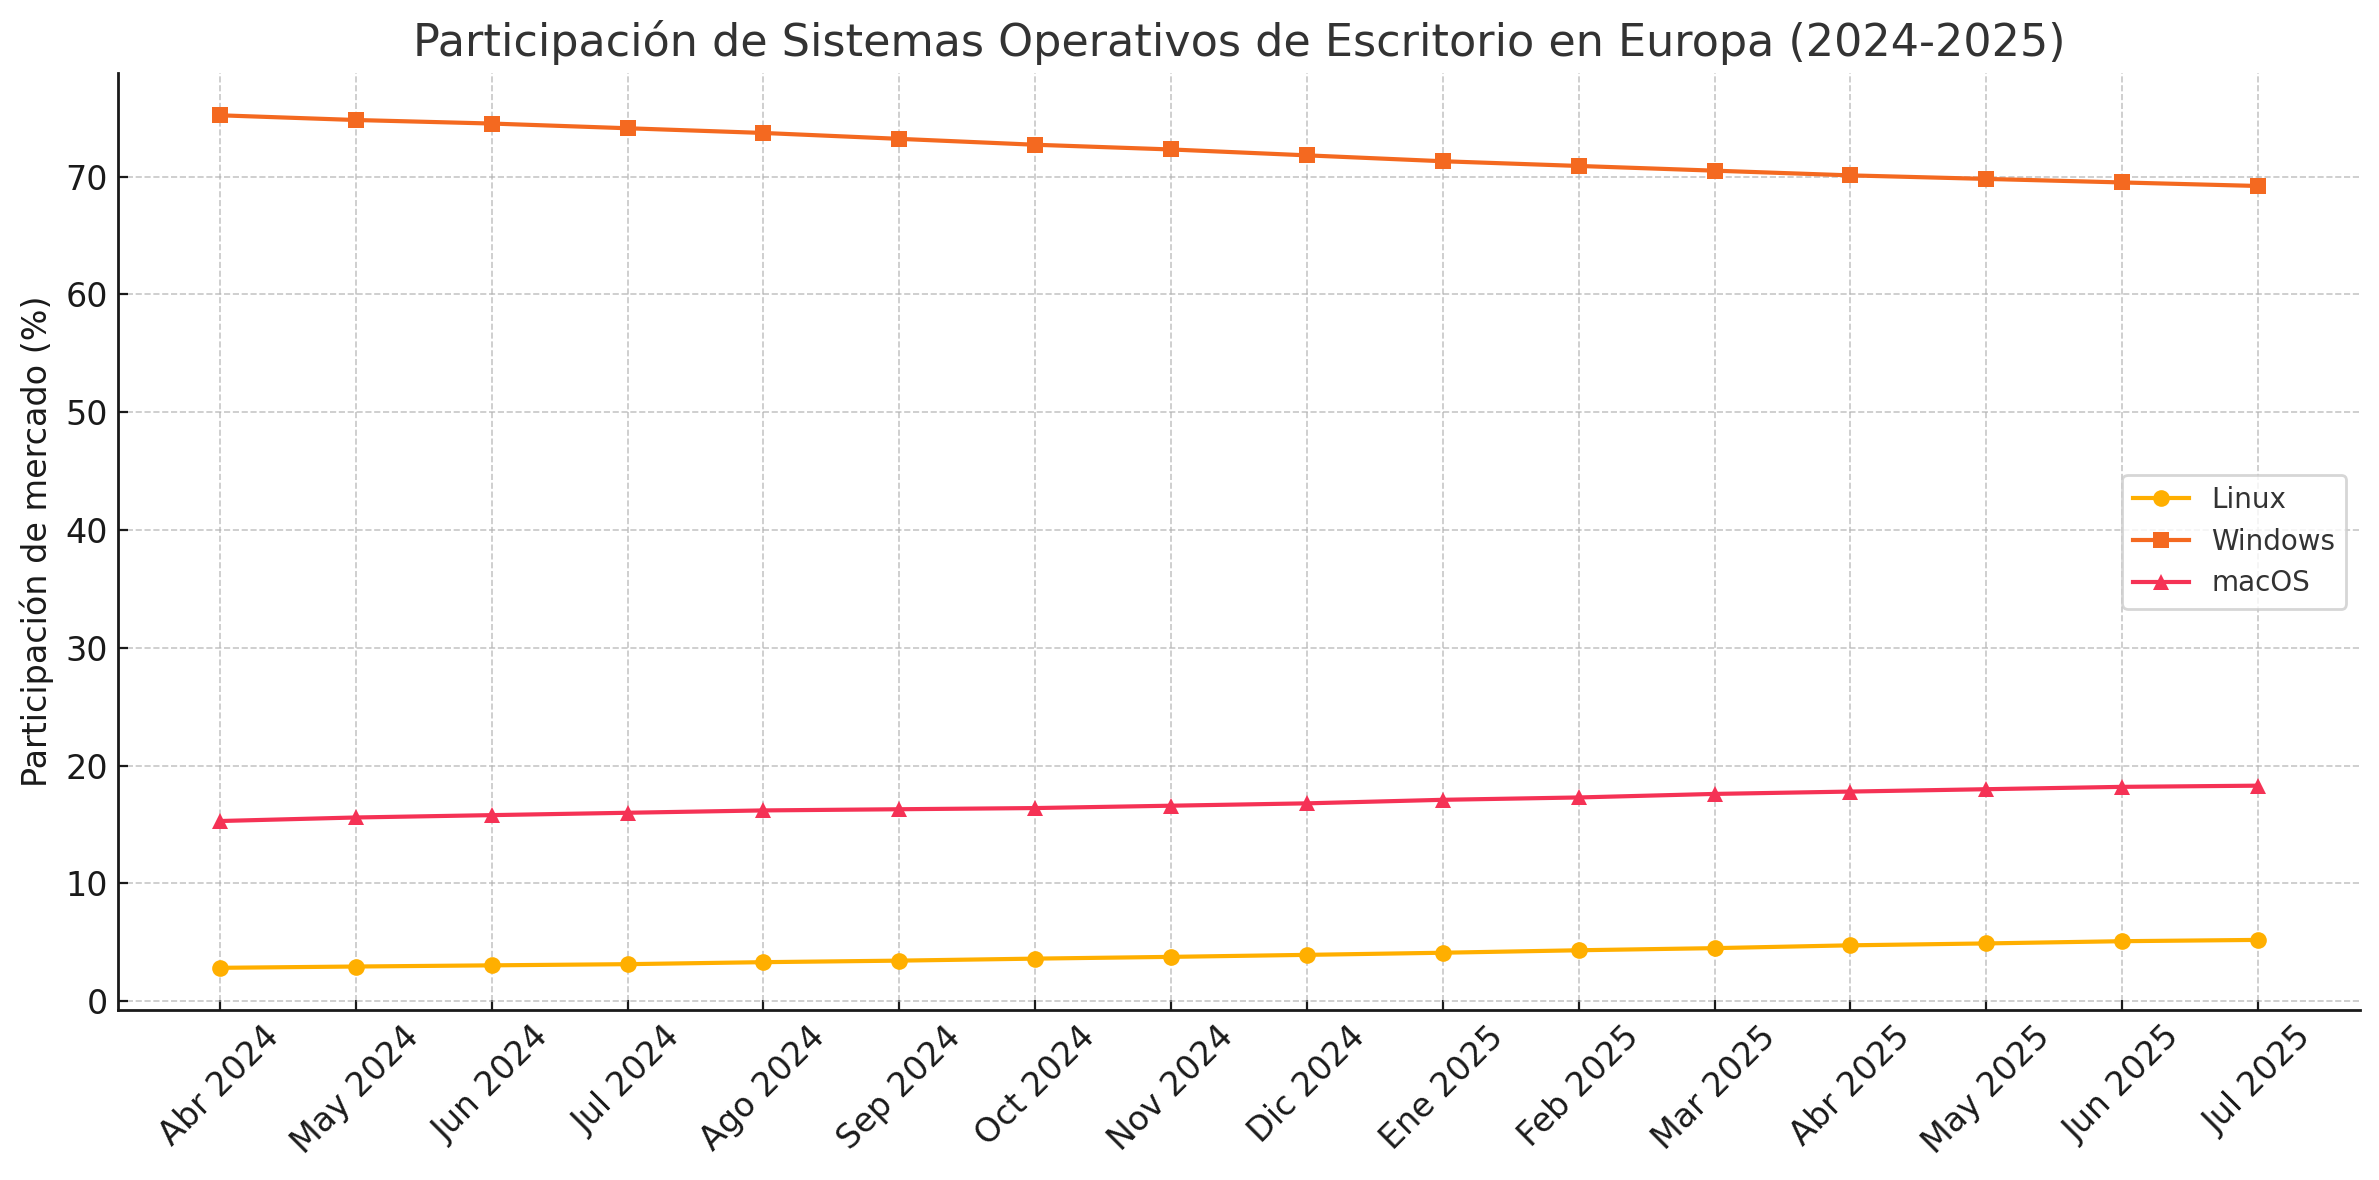 Participación de Sistemas Operativos de Escritorio en Europa (2024-2025)
Participación de mercado (%)
70
60
50
40
30
20
10
0
Linux
Windows
macOS
Abr 2024
May 2024
Jun 2024
Jul 2024
Ago 2024
Sep 2024
Oct 2024
Nov 2024
Dic 2024
Ene 2025
Feb 2025
Mar 2025
Abr 2025
May 2025
Jun 2025
Jul 2025